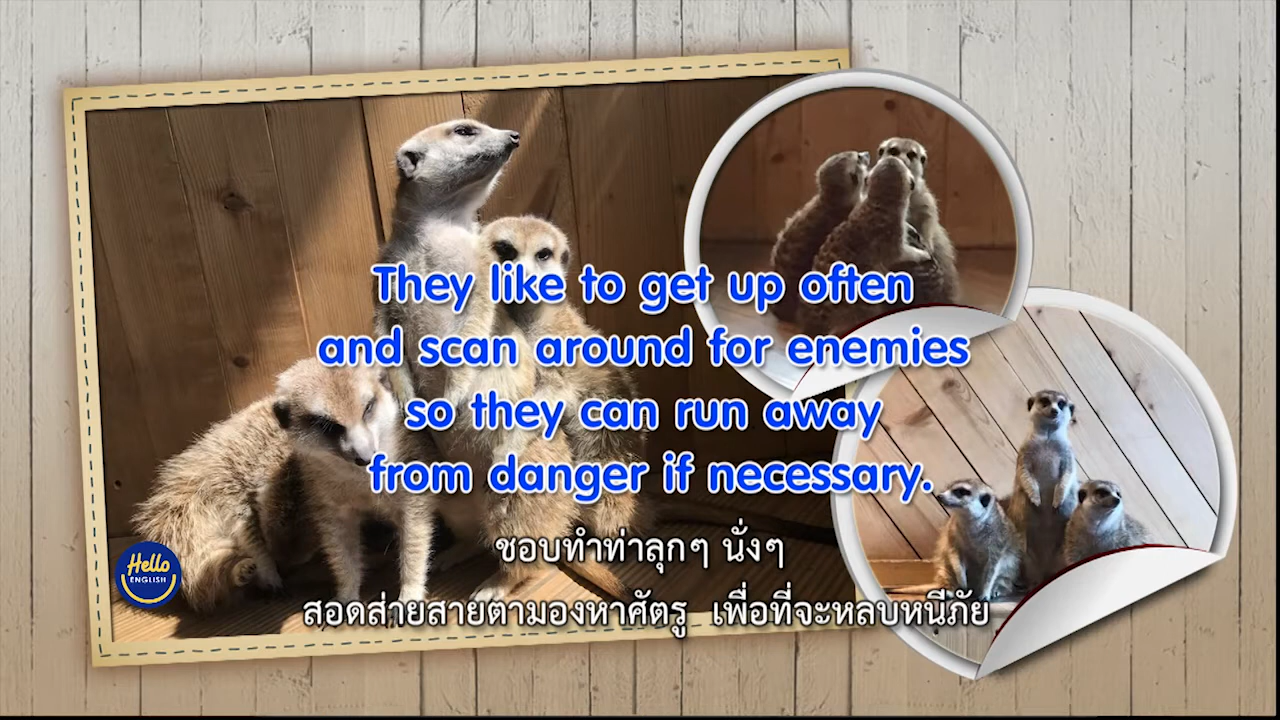 They like to get up often
and scan around for enemies
so they can run away
from danger if necessary.
ชอบทำท่าลุกๆ นั่งๆ
สอดส่ายสายตามองหาศัตรู เพื่อที่จะหลบหนีภัย
Hello
ENGLISH